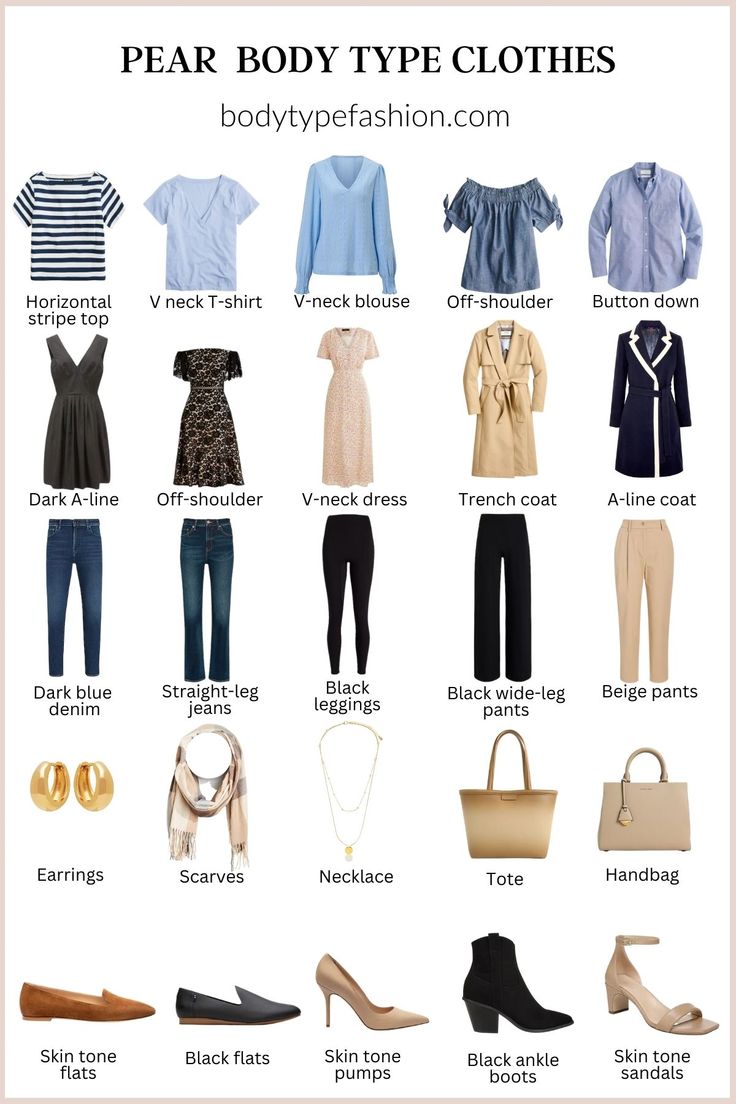 PEAR BODY TYPE CLOTHES
bodytypefashion.com
Horizontal
stripe top
V neck T-shirt
V-neck blouse
Off-shoulder
Button down
Dark A-line
Off-shoulder
V-neck dress
Trench coat
A-line coat
Dark blue
denim
Straight-leg
jeans
Black
leggings
Black wide-leg
pants
Beige pants
Earrings
Scarves
Necklace
Tote
Handbag
Skin tone
flats
Black flats
Skin tone
pumps
Black ankle
boots
Skin tone
sandals